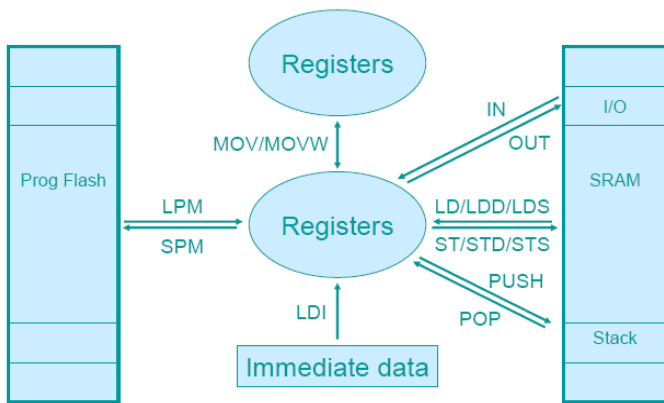 Registers
IN
I/O
MOV/MOVW
OUT
Prog Flash
SRAM
LPM
LD/LDD/LDS
Registers
SPM
ST/STD/STS
PUSH
LDI
POP
Stack
Immediate data